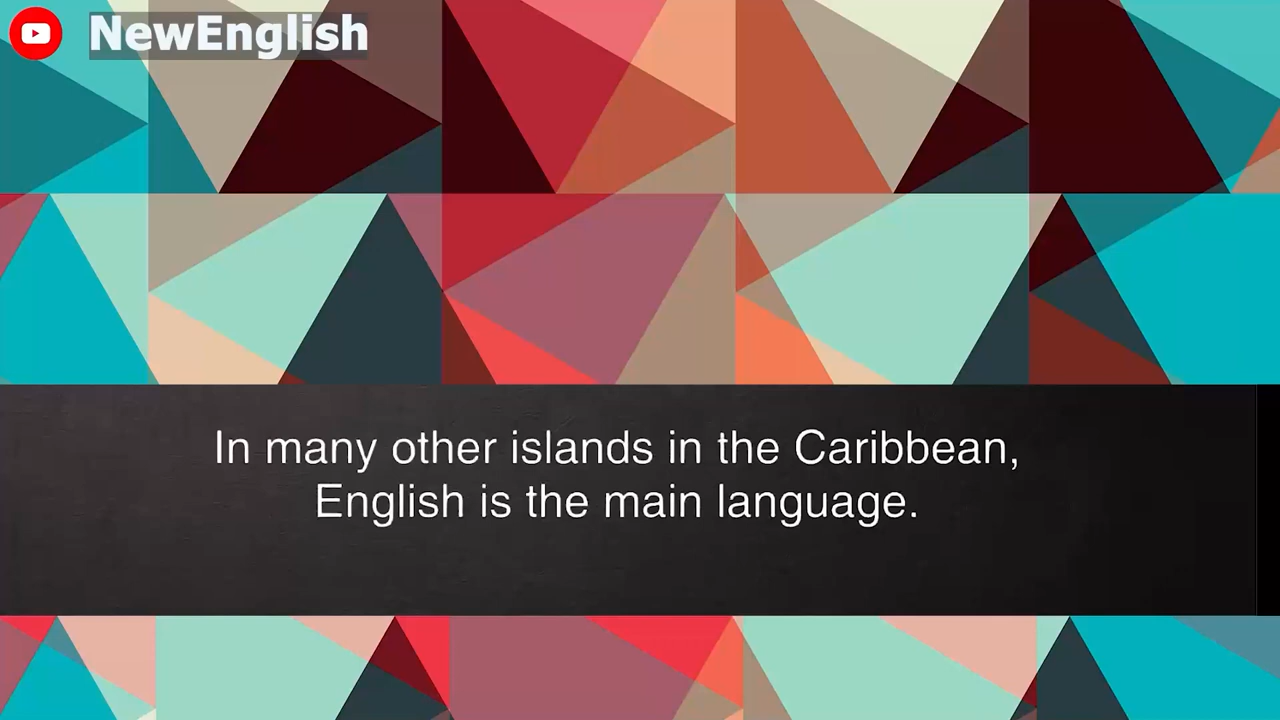 NewEnglish
In many other islands in the Caribbean,
English is the main language.